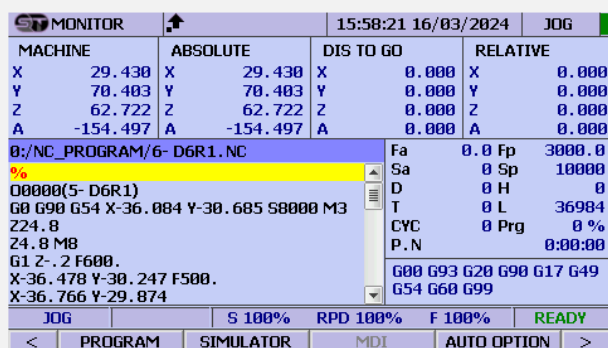 ST MONITOR 15:58:21 16/03/2024 JOG
MACHINE ABSOLUTE DIS TO GO RELATIVE
X 29.430 X 29.430 X 0.000 X 0.000
Y 70.403 Y 70.403 Y 0.000 Y 0.000
Z 62.722 Z 62.722 Z 0.000 Z 0.000
A -154.497 A -154.497 A 0.000 A 0.000
0:/NC_PROGRAM/6- D6R1.NC
%
O0000(5- D6R1)
G0 G90 G54 X-36.084 Y-30.685 S8000 M3
Z24.8
Z4.8 M8
G1 Z-.2 F600.
X-36.478 Y-30.247 F500.
X-36.766 Y-29.874
Fa 0.0 Fp 3000.0
Sa 0 Sp 10000
D 0 H 0
T 0 L 36984
CYC 0 Prg 0 %
P.N 0:00:00
G00 G93 G20 G90 G17 G49
G54 G60 G99
JOG S 100% RPD 100% F 100% READY
< PROGRAM SIMULATOR MDI AUTO OPTION >